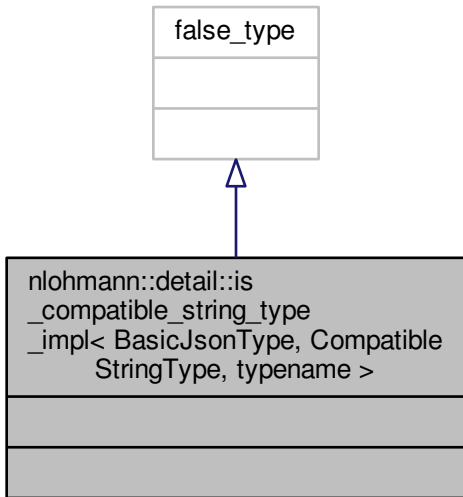 false_type
nlohmann::detail::is
_compatible_string_type
_impl< BasicJsonType, Compatible
StringType, typename >